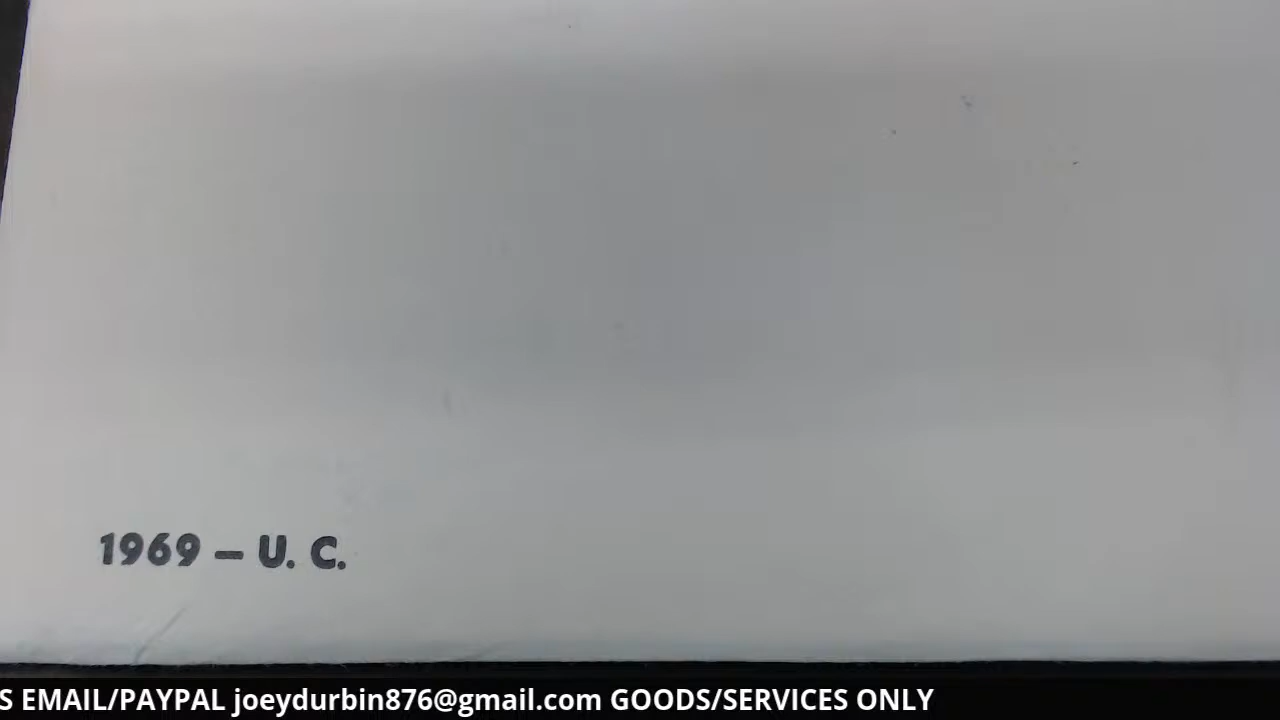 1969 – U. C.
S EMAIL/PAYPAL joeydurbin876@gmail.com GOODS/SERVICES ONLY